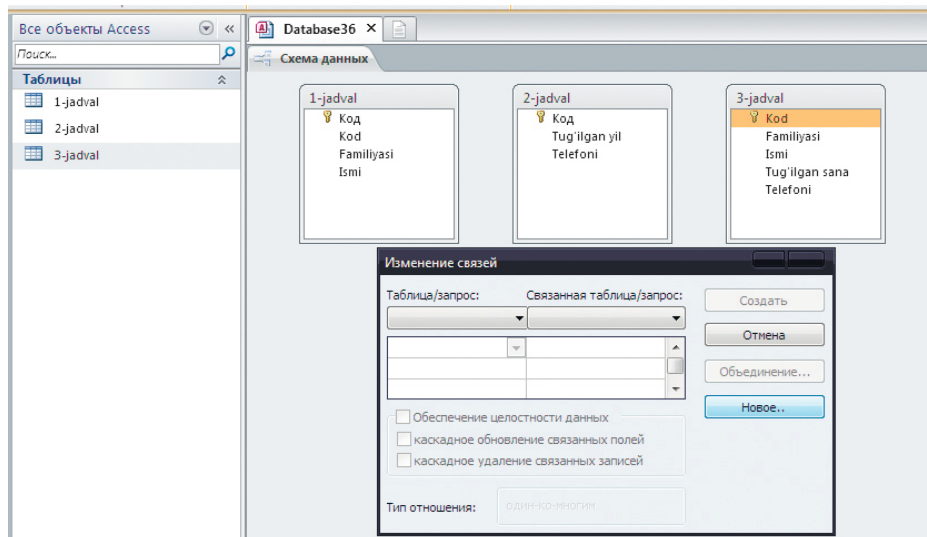 Все объекты Access
Database36
Поиск...
Схема данных
Таблицы
1-jadval
2-jadval
3-jadval
1-jadval
Код
Kod
Familiyasi
Ismi
2-jadval
Код
Tug'ilgan yil
Telefoni
3-jadval
Kod
Familiyasi
Ismi
Tug'ilgan sana
Telefoni
Изменение связей
Таблица/запрос: Связанная таблица/запрос:
Создать
Отмена
Объединение...
Новое..
Обеспечение целостности данных
каскадное обновление связанных полей
каскадное удаление связанных записей
Тип отношения: один-ко-многим